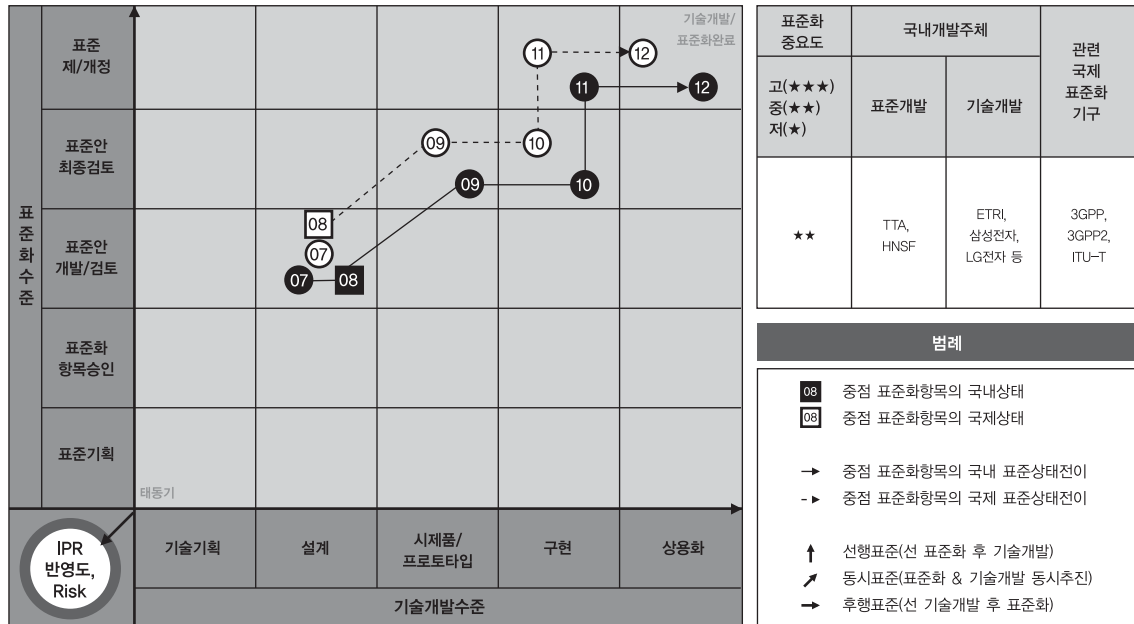 기술개발/
표준화완료
표준
제/개정
11
12
11
12
표준안
최종검토
09
10
09
10
표준화수준
표준안
개발/검토
08
07
07
08
표준화
항목승인
표준기획
태동기
IPR
반영도,
Risk
기술기획
설계
시제품/
프로토타입
구현
상용화
기술개발수준
표준화
중요도
국내개발주체
관련
국제
표준화
기구
고(★★★)
중(★★)
저(★)
표준개발
기술개발
★★
TTA,
HNSF
ETRI,
삼성전자,
LG전자 등
3GPP,
3GPP2,
ITU-T
범례
08 중점 표준화항목의 국내상태
08 중점 표준화항목의 국제상태
중점 표준화항목의 국내 표준상태전이
중점 표준화항목의 국제 표준상태전이
선행표준(선 표준화 후 기술개발)
동시표준(표준화 & 기술개발 동시추진)
후행표준(선 기술개발 후 표준화)